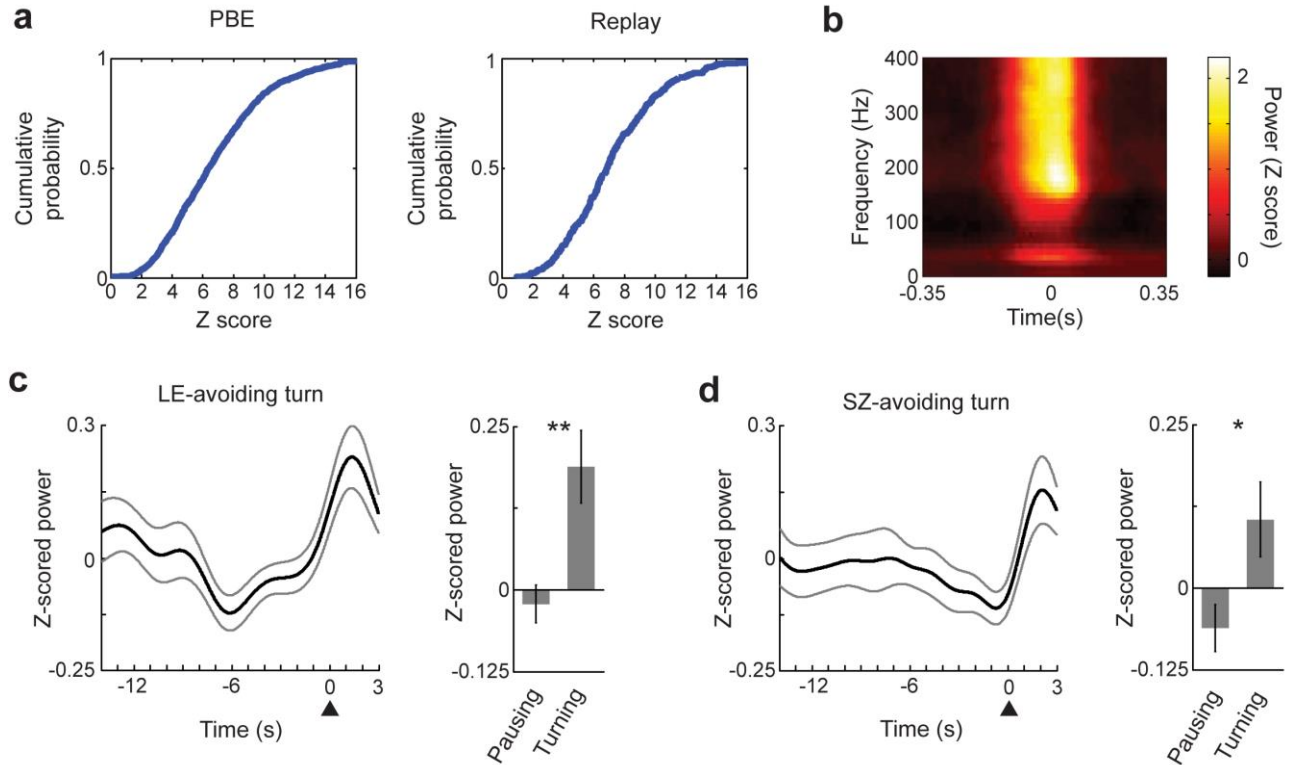 a
PBE
Replay
b
1
0.5
0
Cumulative
probability
0 2 4 6 8 10 12 14 16
Z score
1
0.5
0
Cumulative
probability
0 2 4 6 8 10 12 14 16
Z score
400
300
200
100
0
Frequency (Hz)
-0.35 0 0.35
Time(s)
2
0
Power (Z score)
c
LE-avoiding turn
0.3
0
-0.25
Z-scored power
-12 -6 0 3
Time (s)
**
0.25
0
-0.125
Z-scored power
Pausing
Turning
d
SZ-avoiding turn
0.3
0
-0.25
Z-scored power
-12 -6 0 3
Time (s)
*
0.25
0
-0.125
Z-scored power
Pausing
Turning